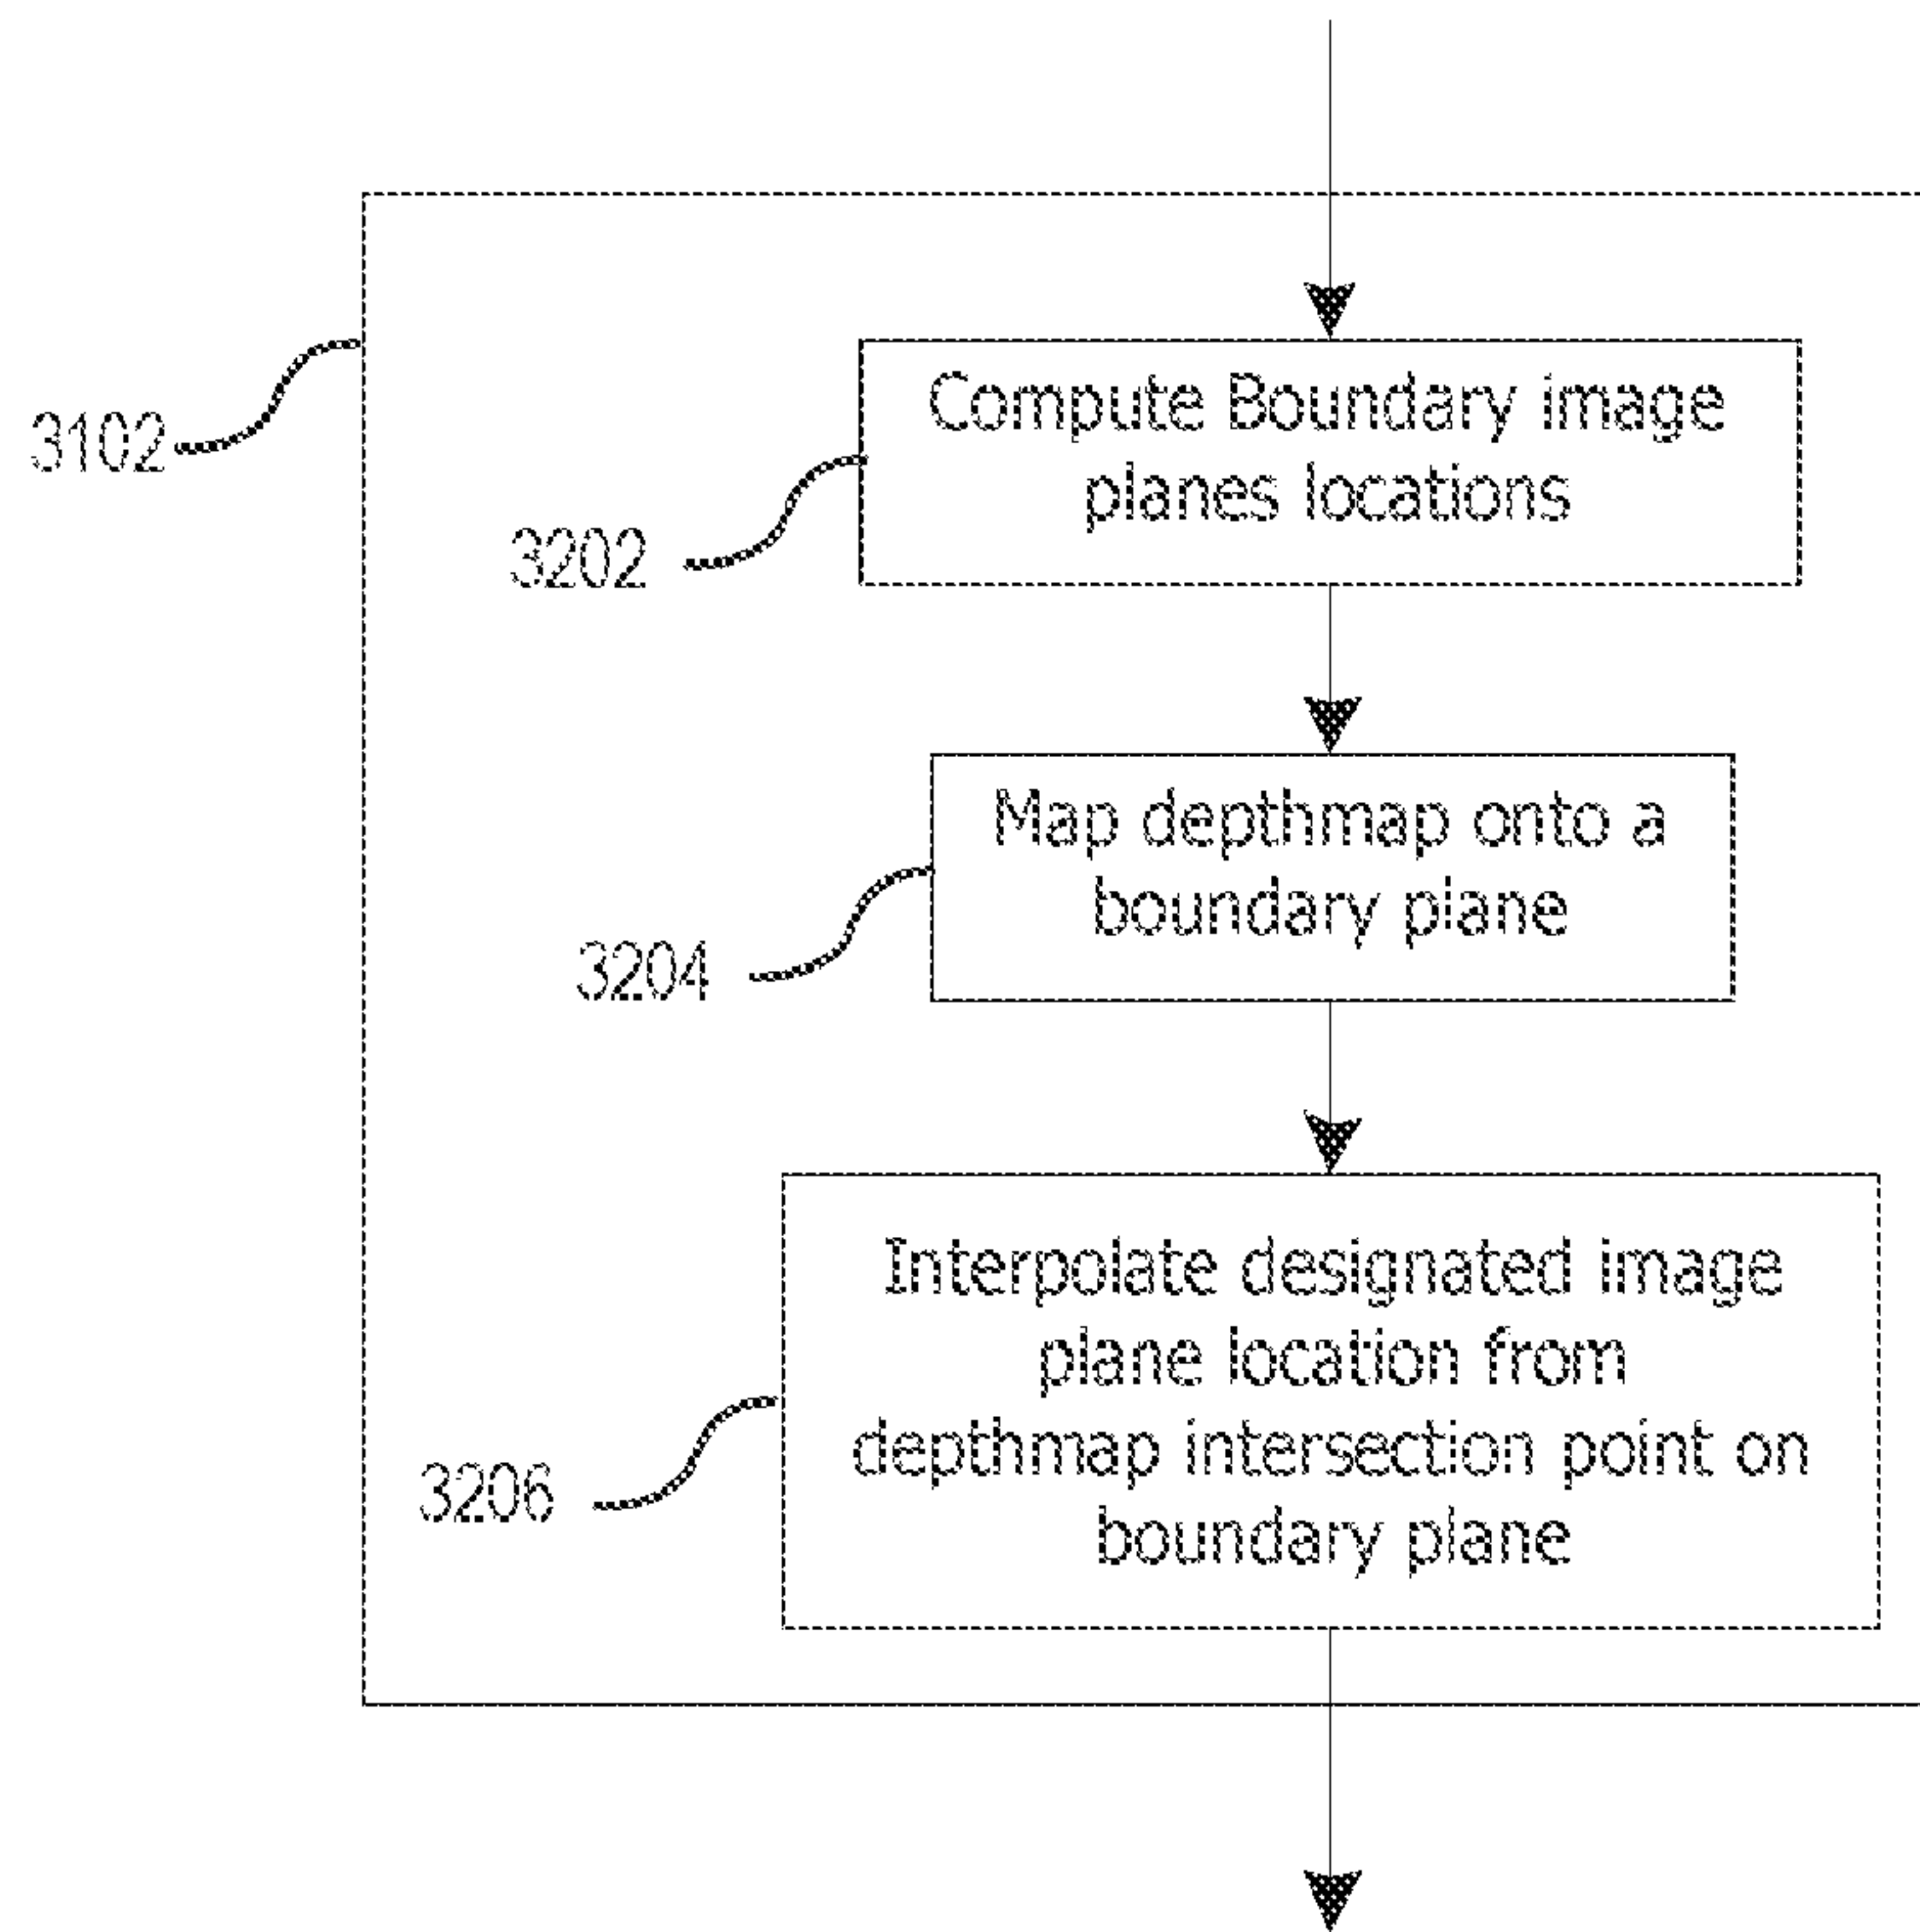 Compute Boundary image
planes locations
3102
3202
Map depthmap onto a
boundary plane
3204
Interpolate designated image
plane location from
depthmap intersection point on
boundary plane
3206